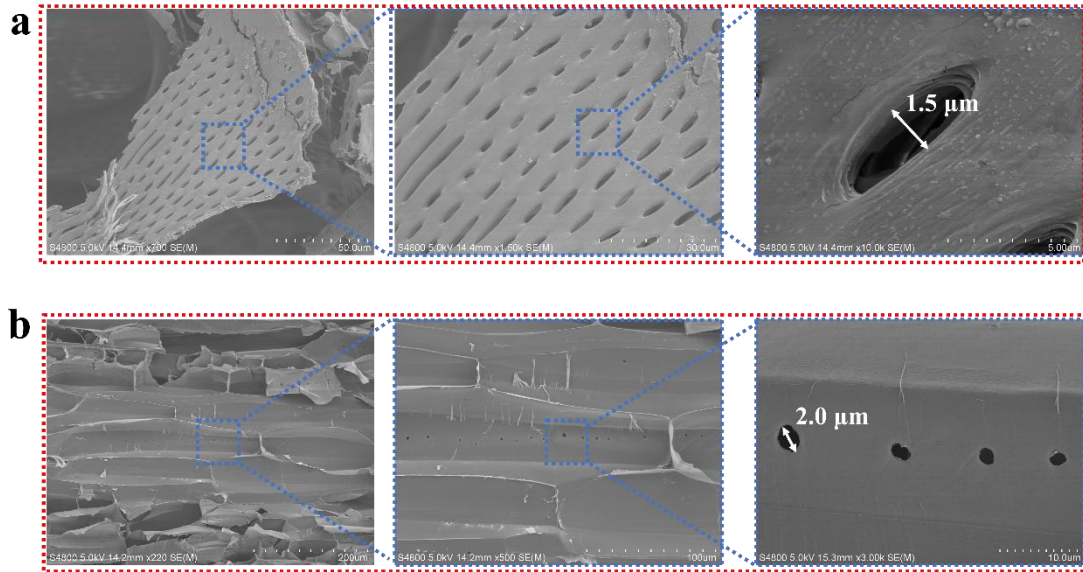 a
S4800 5.0kV 14.4mm x700 SE(M) 50.0um
S4800 5.0kV 14.4mm x1.50k SE(M) 30.0um
1.5 μm
S4800 5.0kV 14.4mm x10.0k SE(M) 5.00um
b
S4800 5.0kV 14.2mm x220 SE(M) 200um
S4800 5.0kV 14.2mm x500 SE(M) 100um
2.0 μm
S4800 5.0kV 15.3mm x3.00k SE(M) 10.0um